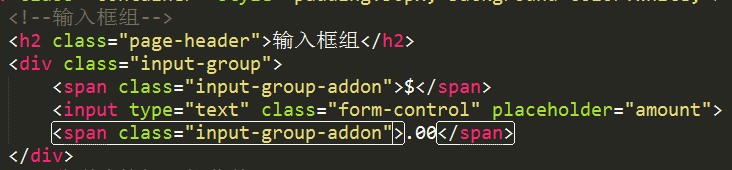 <!--输入框组-->
<h2 class="page-header">输入框组</h2>
<div class="input-group">
    <span class="input-group-addon">$</span>
    <input type="text" class="form-control" placeholder="amount">
    <span class="input-group-addon">.00</span>
</div>